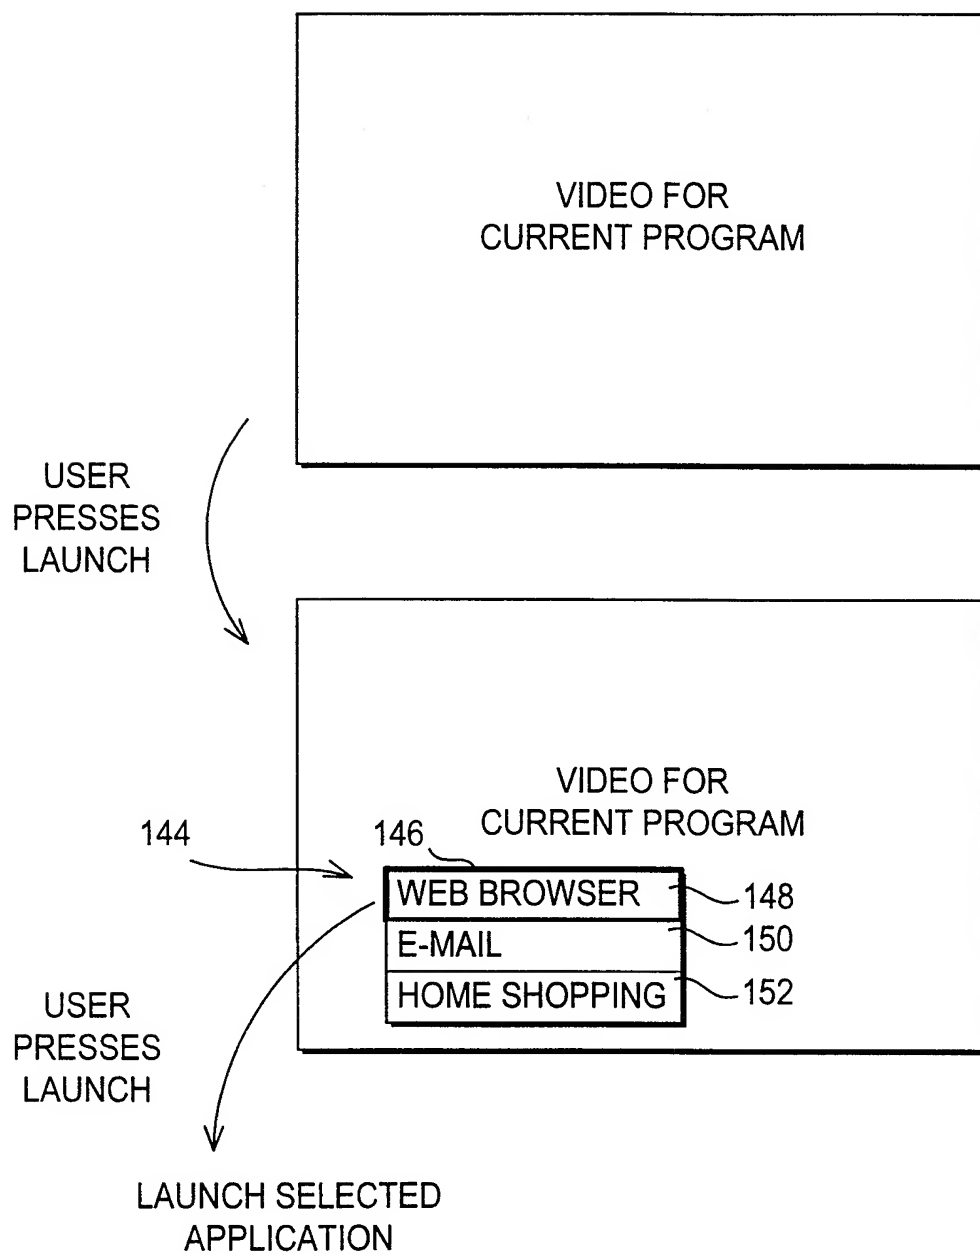 VIDEO FOR
CURRENT PROGRAM
USER
PRESSES
LAUNCH
VIDEO FOR
CURRENT PROGRAM
144
146
WEB BROWSER
148
E-MAIL
150
HOME SHOPPING
152
USER
PRESSES
LAUNCH
LAUNCH SELECTED
APPLICATION